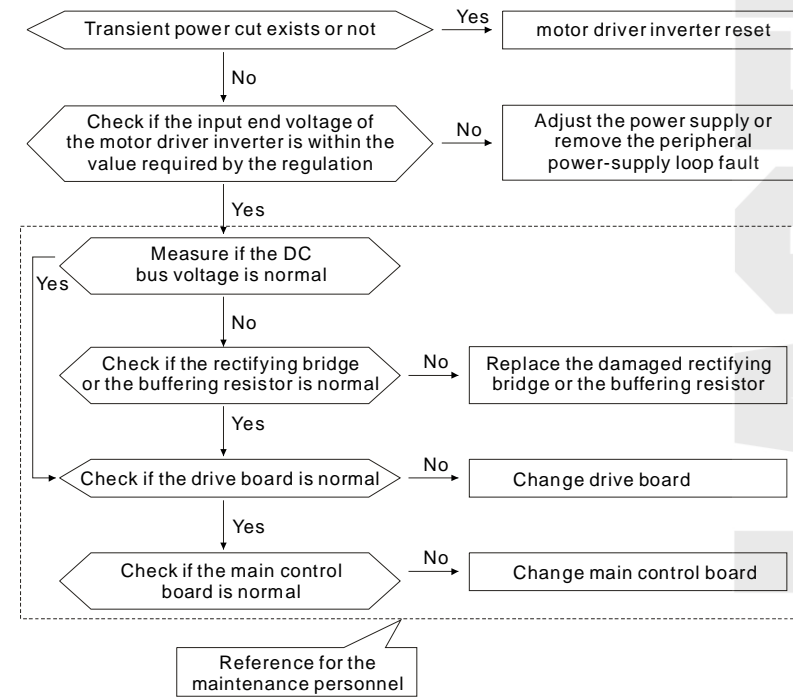 Transient power cut exists or not
Yes
motor driver inverter reset
No
Check if the input end voltage of
the motor driver inverter is within the
value required by the regulation
No
Adjust the power supply or
remove the peripheral
power-supply loop fault
Yes
Measure if the DC
bus voltage is normal
Yes
No
Check if the rectifying bridge
or the buffering resistor is normal
No
Replace the damaged rectifying
bridge or the buffering resistor
Yes
Check if the drive board is normal
No
Change drive board
Yes
Check if the main control
board is normal
No
Change main control board
Reference for the
maintenance personnel